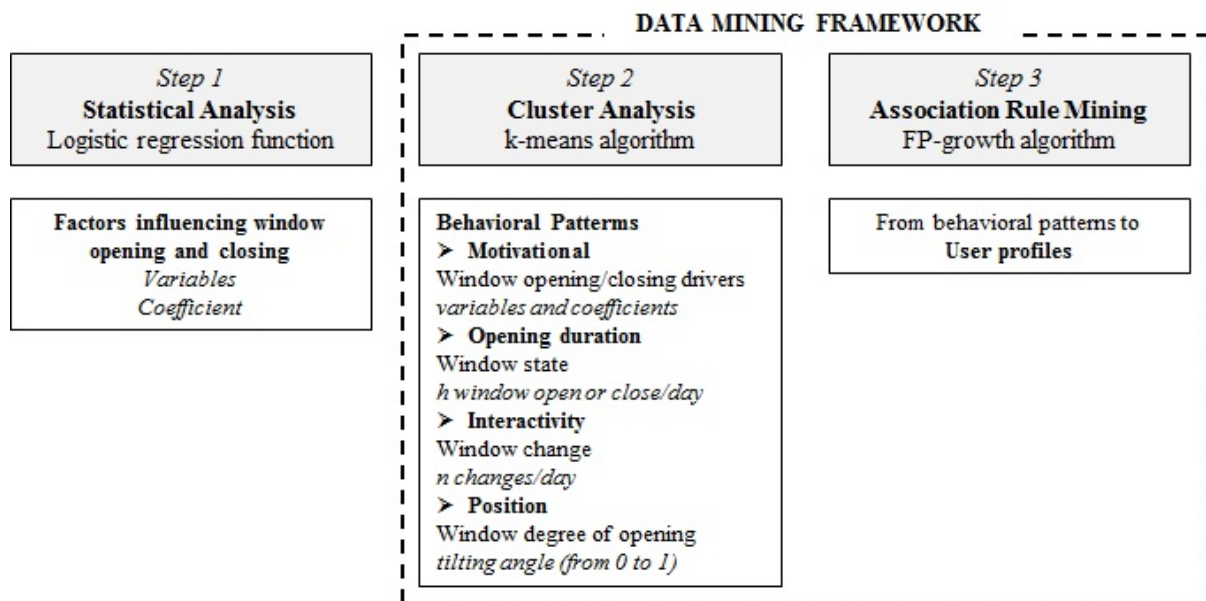 DATA MINING FRAMEWORK
Step 1
Statistical Analysis
Logistic regression function
Factors influencing window
opening and closing
Variables
Coefficient
Step 2
Cluster Analysis
k-means algorithm
Behavioral Patterms
➤ Motivational
Window opening/closing drivers
variables and coefficients
➤ Opening duration
Window state
h window open or close/day
➤ Interactivity
Window change
n changes/day
➤ Position
Window degree of opening
tilting angle (from 0 to 1)
Step 3
Association Rule Mining
FP-growth algorithm
From behavioral patterns to
User profiles